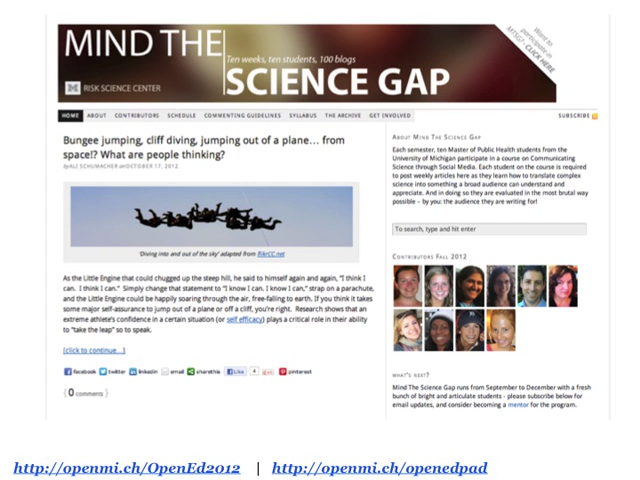 MIND THE
Ten weeks, ten students, 100 blogs
SCIENCE GAP
M RISK SCIENCE CENTER
Want to
participate in
MTSG? CLICK HERE
HOME ABOUT CONTRIBUTORS SCHEDULE COMMENTING GUIDELINES SYLLABUS THE ARCHIVE GET INVOLVED SUBSCRIBE
Bungee jumping, cliff diving, jumping out of a plane… from
space!? What are people thinking?
by ALI SCHUMACHER on OCTOBER 17, 2012
'Diving into and out of the sky' adapted from flikrCC.net
As the Little Engine that could chugged up the steep hill, he said to himself again and again, "I think I
can. I think I can." Simply change that statement to "I know I can. I know I can," strap on a parachute,
and the Little Engine could be happily soaring through the air, free-falling to earth. If you think it takes
some major self-assurance to jump out of a plane or off a cliff, you're right. Research shows that an
extreme athlete's confidence in a certain situation (or self efficacy) plays a critical role in their ability
to "take the leap" so to speak.
[click to continue…]
facebook twitter linkedin email sharethis Like 4 +1 pinterest
{ 0 comments }
ABOUT MIND THE SCIENCE GAP
Each semester, ten Master of Public Health students from the
University of Michigan participate in a course on Communicating
Science through Social Media. Each student on the course is required
to post weekly articles here as they learn how to translate complex
science into something a broad audience can understand and
appreciate. And in doing so they are evaluated in the most brutal way
possible – by you: the audience they are writing for!
To search, type and hit enter
CONTRIBUTORS FALL 2012
WHAT'S NEXT?
Mind The Science Gap runs from September to December with a fresh
bunch of bright and articulate students - please subscribe below for
email updates, and consider becoming a mentor for the program.
http://openmi.ch/OpenEd2012 | http://openmi.ch/openedpad